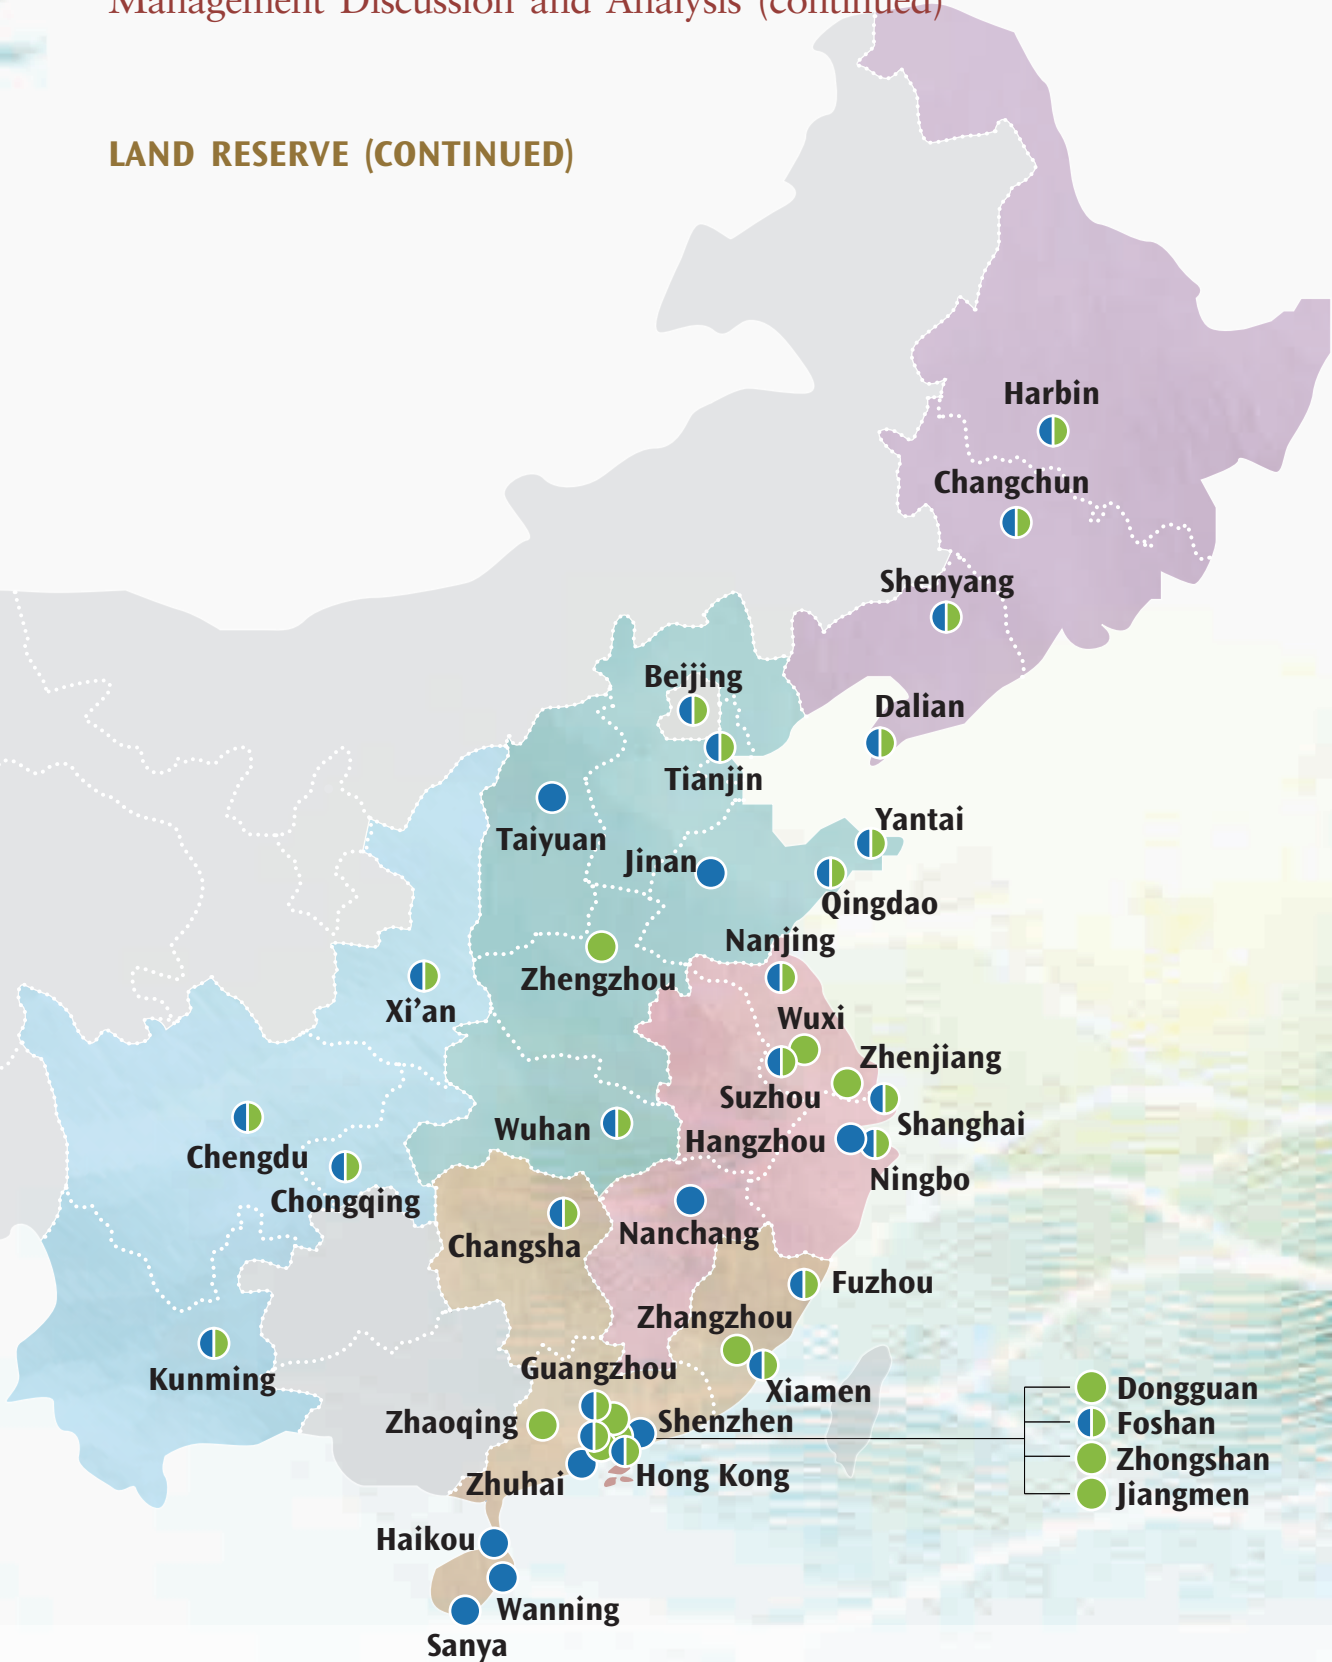 Management Discussion and Analysis (continued)
LAND RESERVE (CONTINUED)
Harbin
Changchun
Shenyang
Beijing
Dalian
Tianjin
Yantai
Taiyuan
Jinan
Qingdao
Nanjing
Zhengzhou
Xi’an
Wuxi
Zhenjiang
Suzhou
Shanghai
Wuhan
Hangzhou
Chengdu
Ningbo
Chongqing
Nanchang
Changsha
Fuzhou
Zhangzhou
Guangzhou
Kunming
Xiamen
Dongguan
Zhaoqing
Shenzhen
Foshan
Zhongshan
Hong Kong
Zhuhai
Jiangmen
Haikou
Wanning
Sanya